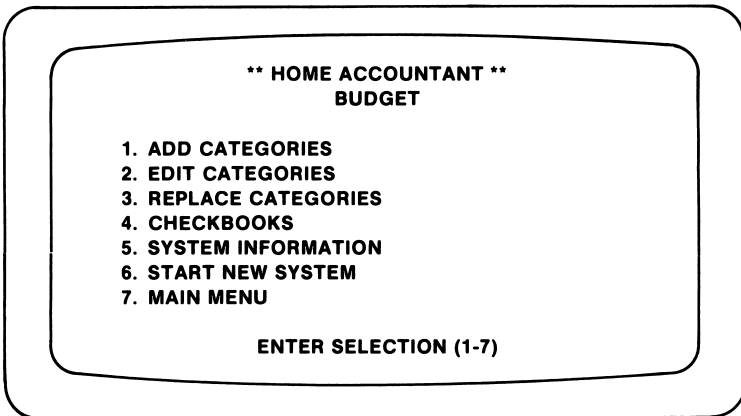 ** HOME ACCOUNTANT **
BUDGET
1. ADD CATEGORIES
2. EDIT CATEGORIES
3. REPLACE CATEGORIES
4. CHECKBOOKS
5. SYSTEM INFORMATION
6. START NEW SYSTEM
7. MAIN MENU
ENTER SELECTION (1-7)